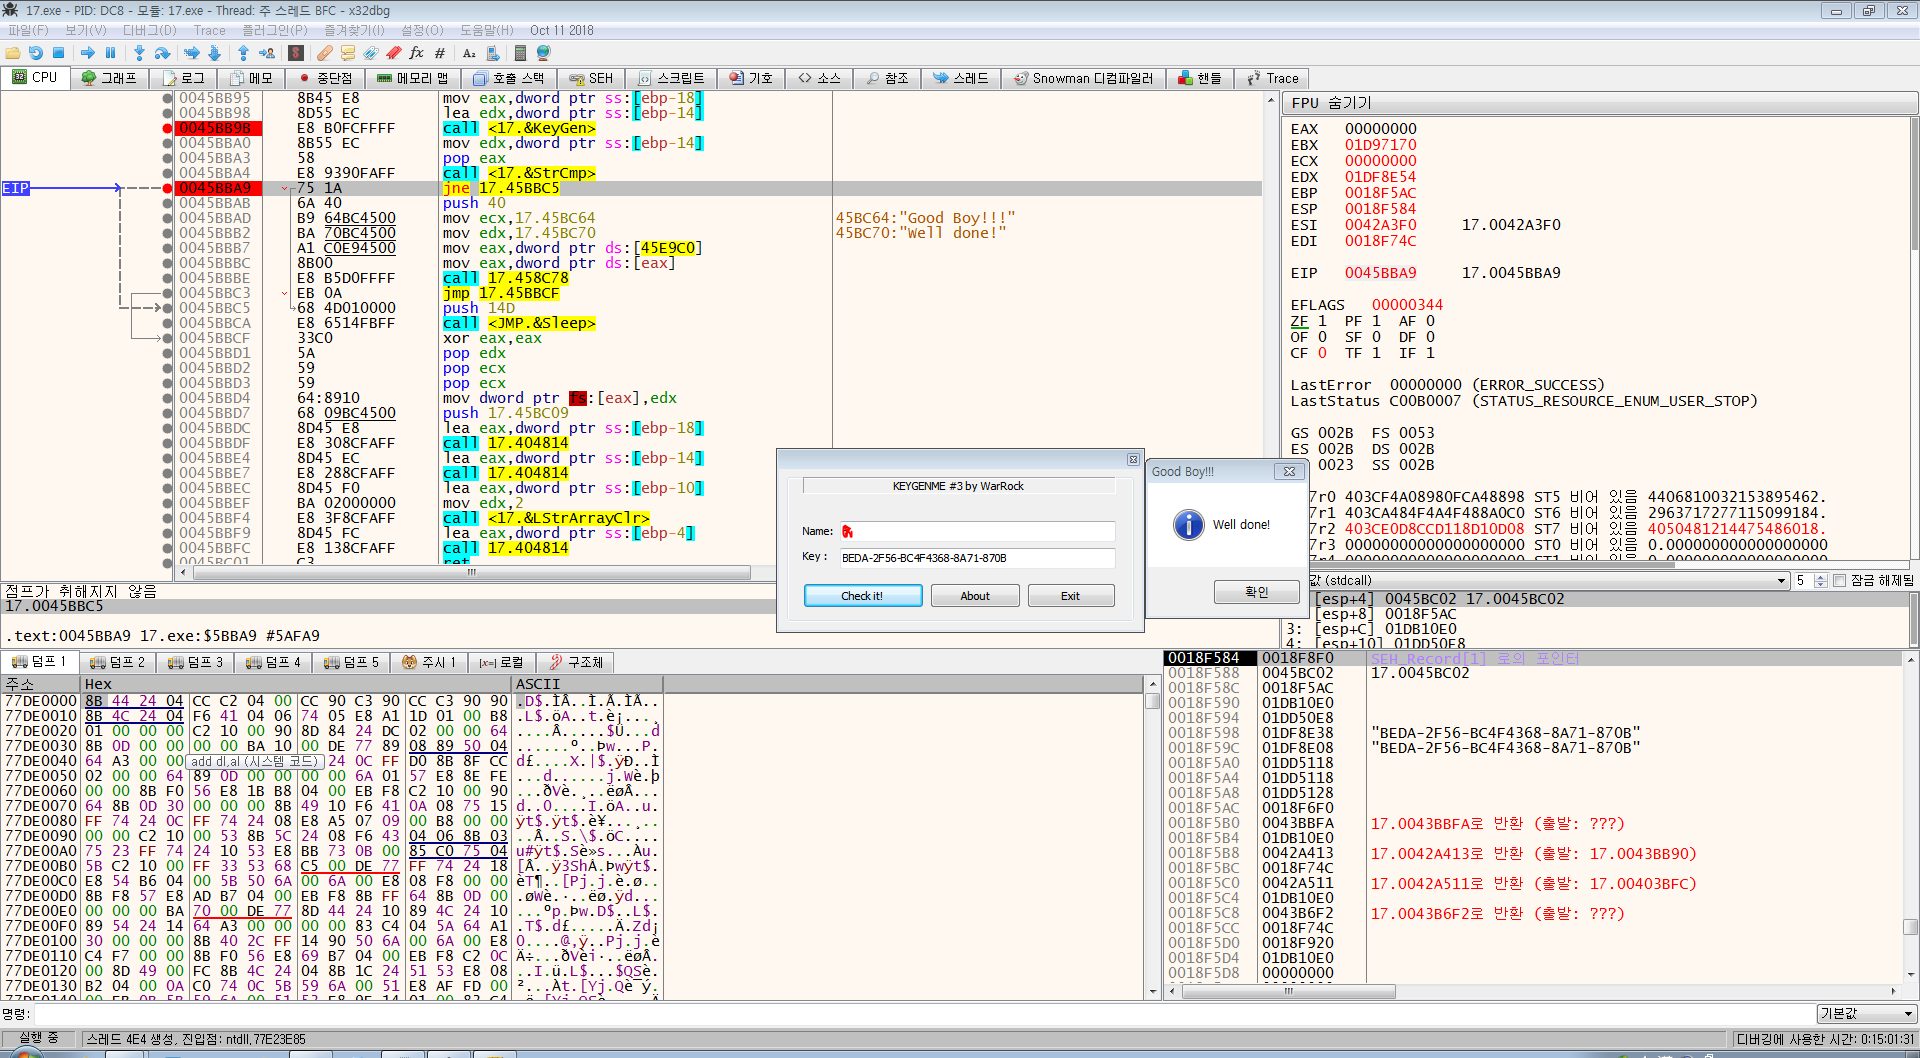 17.exe - PID: DC8 - 모듈: 17.exe - Thread: 주 스레드 BFC - x32dbg
파일(F) 보기(V) 디버그(D) Trace 플러그인(P) 즐겨찾기(I) 설정(O) 도움말(H) Oct 11 2018
CPU 그래프 로그 메모 중단점 메모리 맵 호출 스택 SEH 스크립트 기호 소스 참조 스레드 Snowman 디컴파일러 핸들 Trace
0045BB95 8B45 E8 mov eax,dword ptr ss:[ebp-18]
0045BB98 8D55 EC lea edx,dword ptr ss:[ebp-14]
0045BB9B E8 B0FCFFFF call <17.&KeyGen>
0045BBA0 8B55 EC mov edx,dword ptr ss:[ebp-14]
0045BBA3 58 pop eax
0045BBA4 E8 9390FAFF call <17.&StrCmp>
EIP 0045BBA9 75 1A jne 17.45BBC5
0045BBAB 6A 40 push 40
0045BBAD B9 64BC4500 mov ecx,17.45BC64 45BC64:"Good Boy!!!"
0045BBB2 BA 70BC4500 mov edx,17.45BC70 45BC70:"Well done!"
0045BBB7 A1 C0E94500 mov eax,dword ptr ds:[45E9C0]
0045BBBC 8B00 mov eax,dword ptr ds:[eax]
0045BBBE E8 B5D0FFFF call 17.458C78
0045BBC3 EB 0A jmp 17.45BBCF
0045BBC5 68 4D010000 push 14D
0045BBCA E8 6514FBFF call <JMP.&Sleep>
0045BBCF 33C0 xor eax,eax
0045BBD1 5A pop edx
0045BBD2 59 pop ecx
0045BBD3 59 pop ecx
0045BBD4 64:8910 mov dword ptr fs:[eax],edx
0045BBD7 68 09BC4500 push 17.45BC09
0045BBDC 8D45 E8 lea eax,dword ptr ss:[ebp-18]
0045BBDF E8 308CFAFF call 17.404814
0045BBE4 8D45 EC lea eax,dword ptr ss:[ebp-14]
0045BBE7 E8 288CFAFF call 17.404814
0045BBEC 8D45 F0 lea eax,dword ptr ss:[ebp-10]
0045BBEF BA 02000000 mov edx,2
0045BBF4 E8 3F8CFAFF call <17.&LStrArrayClr>
0045BBF9 8D45 FC lea eax,dword ptr ss:[ebp-4]
0045BBFC E8 138CFAFF call 17.404814
0045BC01 C3 ret
FPU 숨기기
EAX 00000000
EBX 01D97170
ECX 00000000
EDX 01DF8E54
EBP 0018F5AC
ESP 0018F584
ESI 0042A3F0 17.0042A3F0
EDI 0018F74C
EIP 0045BBA9 17.0045BBA9
EFLAGS 00000344
ZF 1 PF 1 AF 0
OF 0 SF 0 DF 0
CF 0 TF 1 IF 1
LastError 00000000 (ERROR_SUCCESS)
LastStatus C00B0007 (STATUS_RESOURCE_ENUM_USER_STOP)
GS 002B FS 0053
ES 002B DS 002B
0023 SS 002B
7r0 403CF4A08980FCA48898 ST5 비어 있음 4406810032153895462.
7r1 403CA484F4A4F488A0C0 ST6 비어 있음 2963717277115099184.
7r2 403CE0D8CCD118D10D08 ST7 비어 있음 4050481214475486018.
7r3 00000000000000000000 ST0 비어 있음 0.000000000000000000
KEYGENME #3 by WarRock
Name:
Key : BEDA-2F56-BC4F4368-8A71-870B
Check it! About Exit
Good Boy!!!
Well done!
확인
점프가 취해지지 않음
17.0045BBC5
.text:0045BBA9 17.exe:$5BBA9 #5AFA9
값 (stdcall) 5 잠금 해제됨
[esp+4] 0045BC02 17.0045BC02
[esp+8] 0018F5AC
3: [esp+C] 01DB10E0
4: [esp+10] 01DD50E8
덤프 1 덤프 2 덤프 3 덤프 4 덤프 5 주시 1 [x=] 로컬 구조체
주소 Hex ASCII
77DE0000 8B 44 24 04 CC C2 04 00 CC 90 C3 90 CC C3 90 90
77DE0010 8B 4C 24 04 F6 41 04 06 74 05 E8 A1 1D 01 00 B8
77DE0020 01 00 00 00 C2 10 00 90 8D 84 24 DC 02 00 00 64
77DE0030 8B 0D 00 00 00 00 BA 10 00 DE 77 89 08 89 50 04
77DE0040 64 A3 00 00 24 0C FF D0 8B 8F CC
add dl,al (시스템 코드)
77DE0050 02 00 00 64 89 0D 00 00 00 00 6A 01 57 E8 8E FE
77DE0060 00 00 8B F0 56 E8 1B B8 04 00 EB F8 C2 10 00 90
77DE0070 64 8B 0D 30 00 00 00 8B 49 10 F6 41 0A 08 75 15
77DE0080 FF 74 24 0C FF 74 24 08 E8 A5 07 09 00 B8 00 00
77DE0090 00 00 C2 10 00 53 8B 5C 24 08 F6 43 04 06 8B 03
77DE00A0 75 23 FF 74 24 10 53 E8 BB 73 0B 00 85 C0 75 04
77DE00B0 5B C2 10 00 FF 33 53 68 C5 00 DE 77 FF 74 24 18
77DE00C0 E8 54 B6 04 00 5B 50 6A 00 6A 00 E8 08 F8 00 00
77DE00D0 8B F8 57 E8 AD B7 04 00 EB F8 8B FF 64 8B 0D 00
77DE00E0 00 00 00 BA 70 00 DE 77 8D 44 24 10 89 4C 24 10
77DE00F0 89 54 24 14 64 A3 00 00 00 00 83 C4 04 5A 64 A1
77DE0100 30 00 00 00 8B 40 2C FF 14 90 50 6A 00 6A 00 E8
77DE0110 C4 F7 00 00 8B F0 56 E8 69 B7 04 00 EB F8 C2 0C
77DE0120 00 8D 49 00 FC 8B 4C 24 04 8B 1C 24 51 53 E8 08
77DE0130 B2 04 00 0A C0 74 0C 5B 59 6A 00 51 E8 AF FD 00
0018F584 0018F8F0 SEH_Record[1] 로의 포인터
0018F588 0045BC02 17.0045BC02
0018F58C 0018F5AC
0018F590 01DB10E0
0018F594 01DD50E8
0018F598 01DF8E38 "BEDA-2F56-BC4F4368-8A71-870B"
0018F59C 01DF8E08 "BEDA-2F56-BC4F4368-8A71-870B"
0018F5A0 01DD5118
0018F5A4 01DD5118
0018F5A8 01DD5128
0018F5AC 0018F6F0
0018F5B0 0043BBFA 17.0043BBFA로 반환 (출발: ???)
0018F5B4 01DB10E0
0018F5B8 0042A413 17.0042A413로 반환 (출발: 17.0043BB90)
0018F5BC 0018F74C
0018F5C0 0042A511 17.0042A511로 반환 (출발: 17.00403BFC)
0018F5C4 01DB10E0
0018F5C8 0043B6F2 17.0043B6F2로 반환 (출발: ???)
0018F5CC 0018F74C
0018F5D0 0018F920
0018F5D4 01DB10E0
0018F5D8 00000000
명령: 기본값
실행 중 스레드 4E4 생성, 진입점: ntdll.77E23E85 디버깅에 사용한 시간: 0:15:01:31